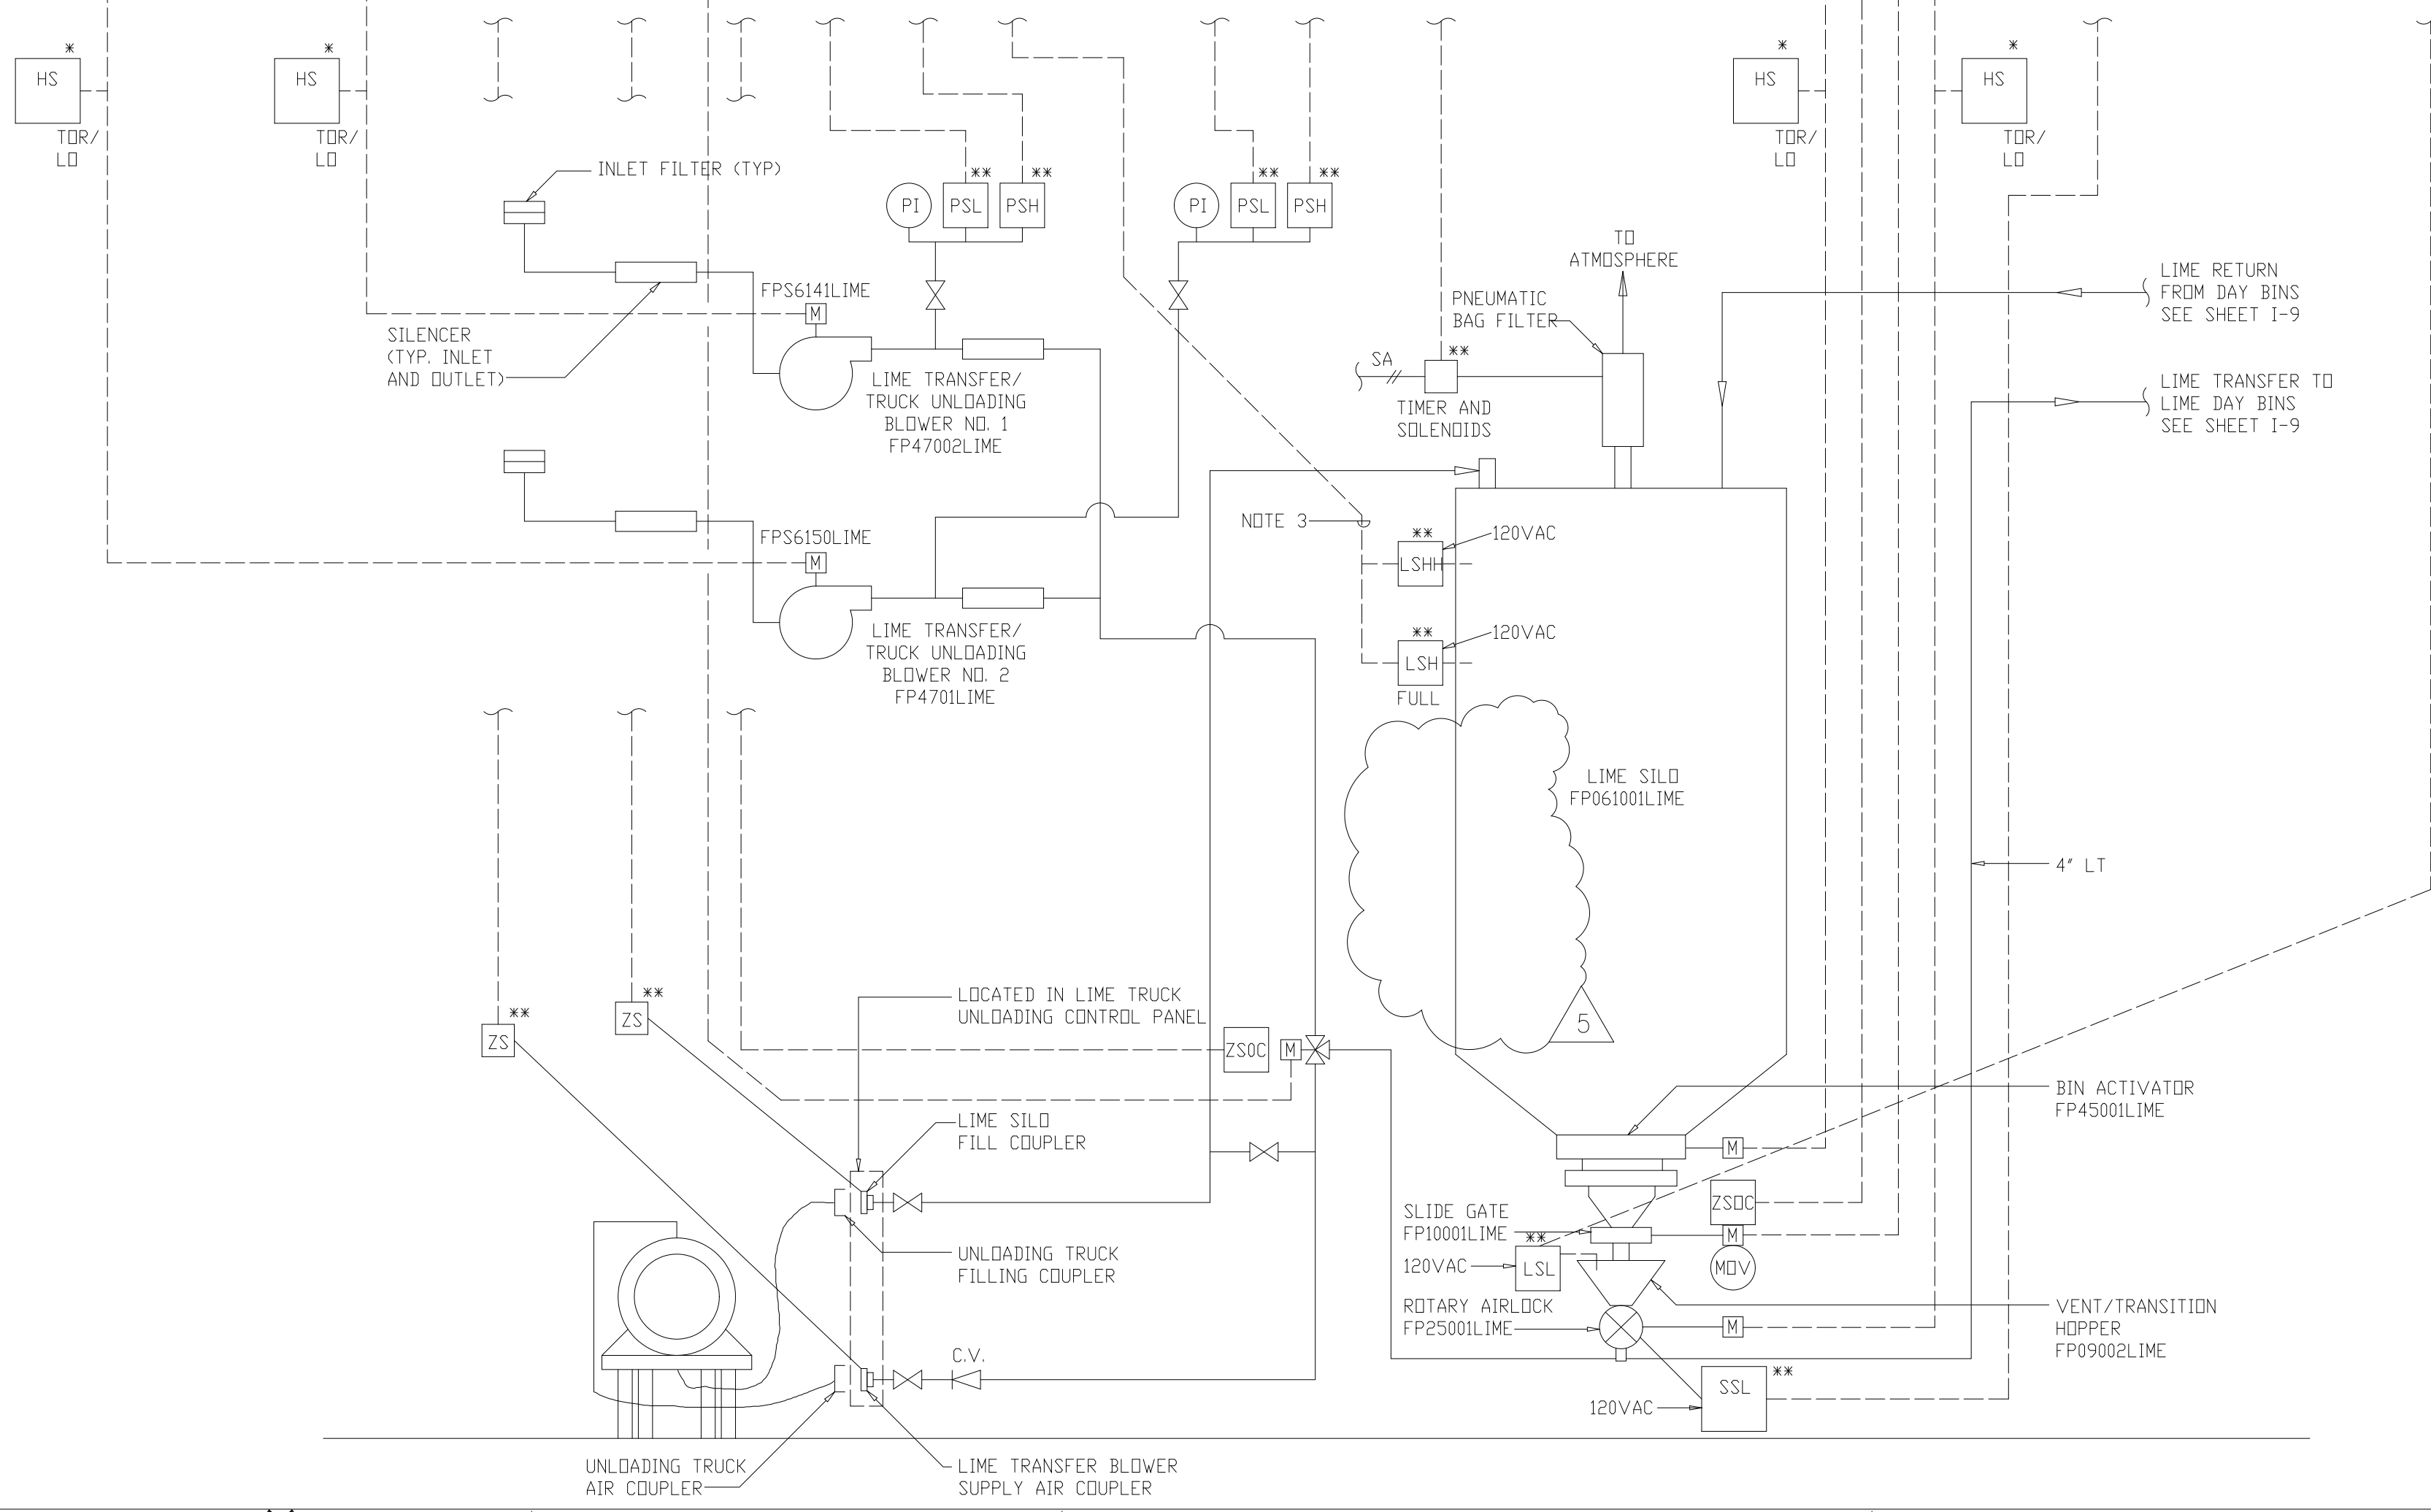 *
HS
TOR/
LO
*
HS
TOR/
LO
*
HS
TOR/
LO
*
HS
TOR/
LO
INLET FILTER (TYP)
PI
PSL
**
PSH
**
PI
PSL
**
PSH
**
TO
ATMOSPHERE
LIME RETURN
FROM DAY BINS
SEE SHEET I-9
FPS6141LIME
M
PNEUMATIC
BAG FILTER
SILENCER
(TYP. INLET
AND OUTLET)
SA
**
TIMER AND
SOLENOIDS
LIME TRANSFER TO
LIME DAY BINS
SEE SHEET I-9
LIME TRANSFER/
TRUCK UNLOADING
BLOWER NO. 1
FP47002LIME
NOTE 3
**
120VAC
LSHH
FPS6150LIME
M
**
120VAC
LSH
FULL
LIME TRANSFER/
TRUCK UNLOADING
BLOWER NO. 2
FP4701LIME
LIME SILO
FP061001LIME
4" LT
**
ZS
**
ZS
LOCATED IN LIME TRUCK
UNLOADING CONTROL PANEL
ZSOC
M
5
BIN ACTIVATOR
FP45001LIME
LIME SILO
FILL COUPLER
M
SLIDE GATE
FP10001LIME
ZSOC
M
MOV
**
120VAC
LSL
UNLOADING TRUCK
FILLING COUPLER
ROTARY AIRLOCK
FP25001LIME
M
VENT/TRANSITION
HOPPER
FP09002LIME
C.V.
SSL
**
120VAC
UNLOADING TRUCK
AIR COUPLER
LIME TRANSFER BLOWER
SUPPLY AIR COUPLER